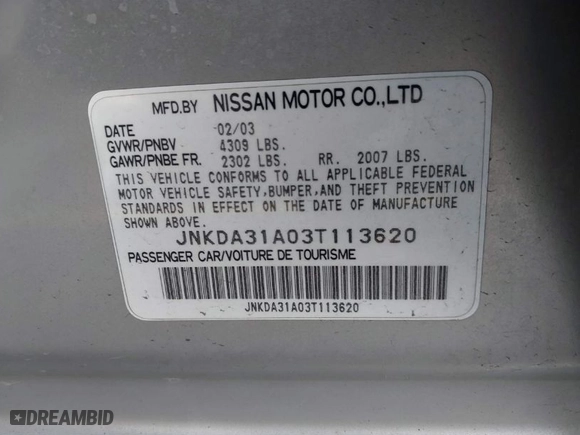 MFD.BY NISSAN MOTOR CO.,LTD
DATE 02/03
GVWR/PNBV 4309 LBS.
GAWR/PNBE FR. 2302 LBS. RR. 2007 LBS.
THIS VEHICLE CONFORMS TO ALL APPLICABLE FEDERAL
MOTOR VEHICLE SAFETY,BUMPER,AND THEFT PREVENTION
STANDARDS IN EFFECT ON THE DATE OF MANUFACTURE
SHOWN ABOVE.
JNKDA31A03T113620
PASSENGER CAR/VOITURE DE TOURISME
JNKDA31A03T113620
DREAMBID